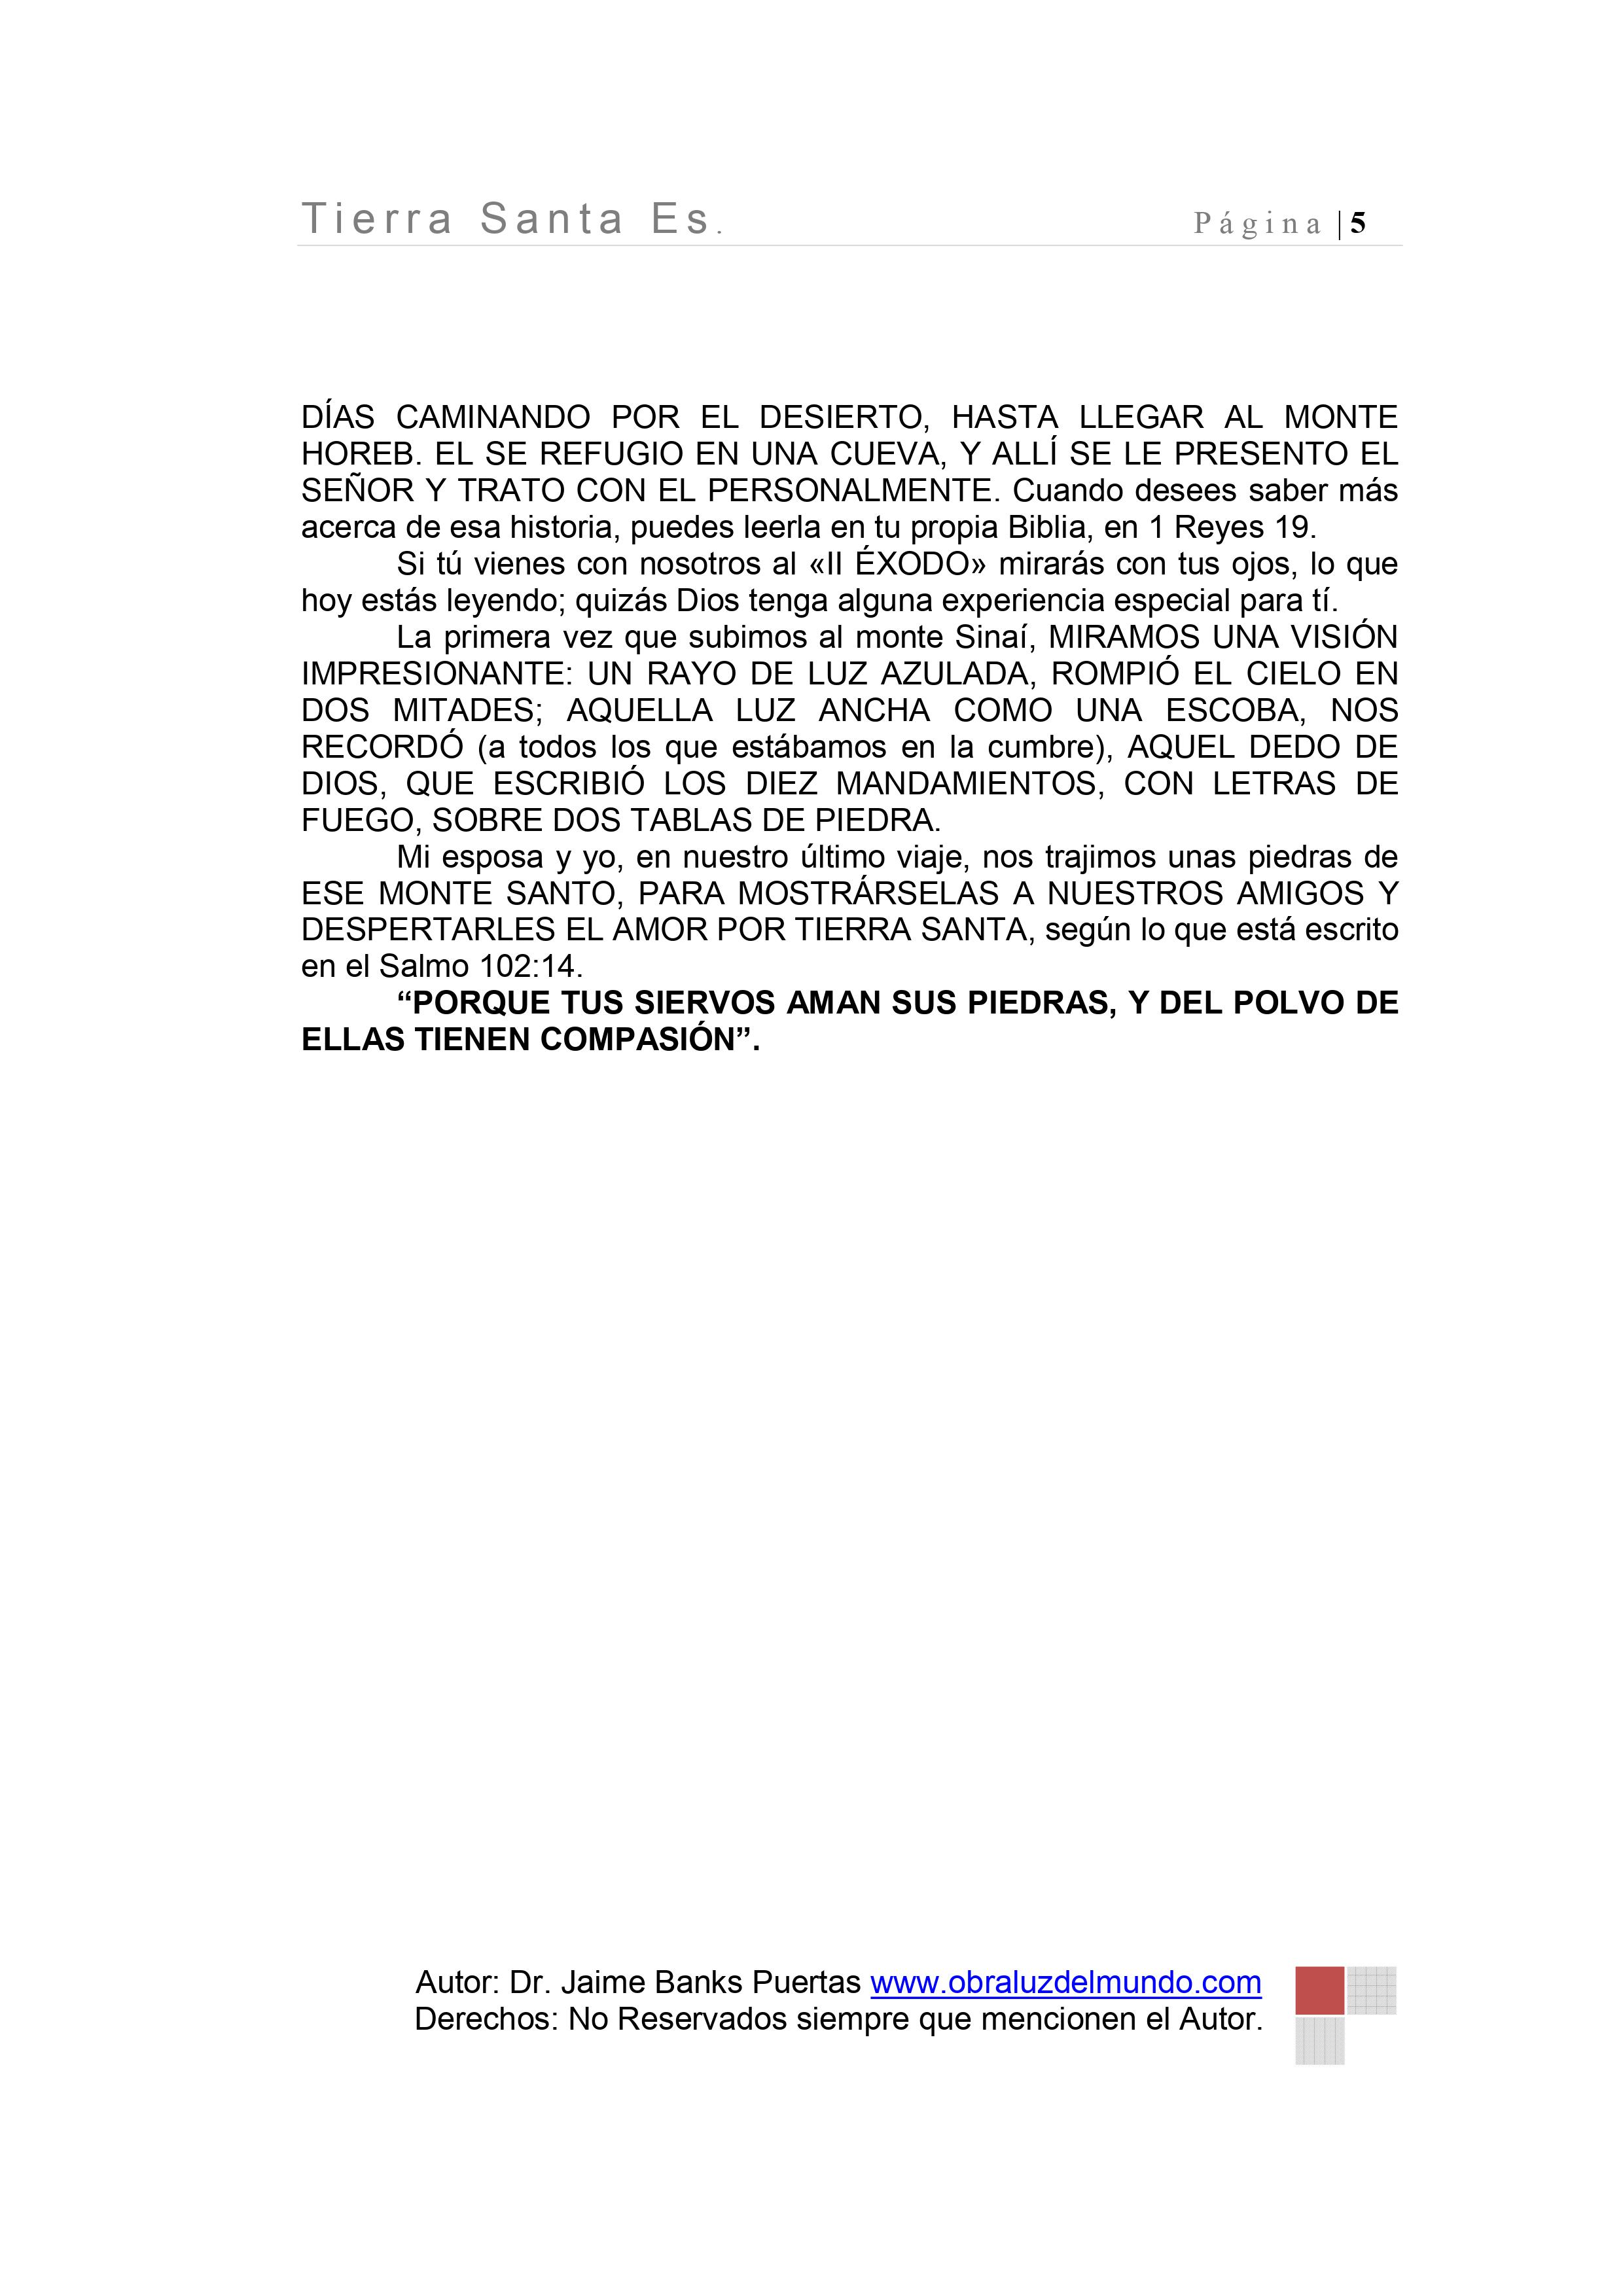 Tierra Santa Es. Página | 5
DÍAS CAMINANDO POR EL DESIERTO, HASTA LLEGAR AL MONTE
HOREB. EL SE REFUGIO EN UNA CUEVA, Y ALLÍ SE LE PRESENTO EL
SEÑOR Y TRATO CON EL PERSONALMENTE. Cuando desees saber más
acerca de esa historia, puedes leerla en tu propia Biblia, en 1 Reyes 19.
Si tú vienes con nosotros al «II ÉXODO» mirarás con tus ojos, lo que
hoy estás leyendo; quizás Dios tenga alguna experiencia especial para tí.
La primera vez que subimos al monte Sinaí, MIRAMOS UNA VISIÓN
IMPRESIONANTE: UN RAYO DE LUZ AZULADA, ROMPIÓ EL CIELO EN
DOS MITADES; AQUELLA LUZ ANCHA COMO UNA ESCOBA, NOS
RECORDÓ (a todos los que estábamos en la cumbre), AQUEL DEDO DE
DIOS, QUE ESCRIBIÓ LOS DIEZ MANDAMIENTOS, CON LETRAS DE
FUEGO, SOBRE DOS TABLAS DE PIEDRA.
Mi esposa y yo, en nuestro último viaje, nos trajimos unas piedras de
ESE MONTE SANTO, PARA MOSTRÁRSELAS A NUESTROS AMIGOS Y
DESPERTARLES EL AMOR POR TIERRA SANTA, según lo que está escrito
en el Salmo 102:14.
“PORQUE TUS SIERVOS AMAN SUS PIEDRAS, Y DEL POLVO DE
ELLAS TIENEN COMPASIÓN”.
Autor: Dr. Jaime Banks Puertas www.obraluzdelmundo.com
Derechos: No Reservados siempre que mencionen el Autor.